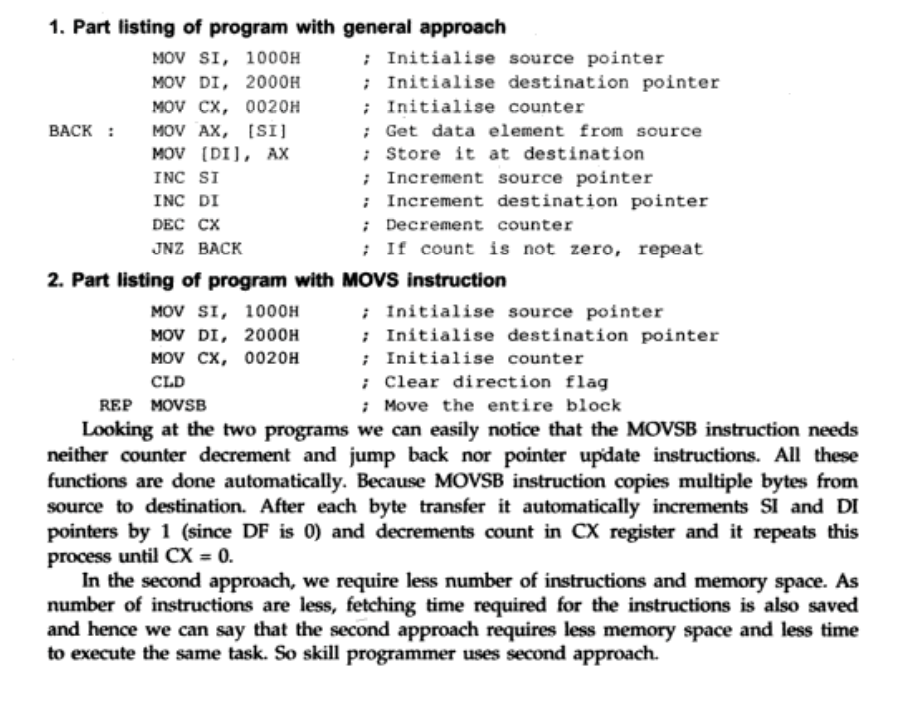 1. Part listing of program with general approach
MOV SI, 1000H ; Initialise source pointer
MOV DI, 2000H ; Initialise destination pointer
MOV CX, 0020H ; Initialise counter
BACK : MOV AX, [SI] ; Get data element from source
MOV [DI], AX ; Store it at destination
INC SI ; Increment source pointer
INC DI ; Increment destination pointer
DEC CX ; Decrement counter
JNZ BACK ; If count is not zero, repeat
2. Part listing of program with MOVS instruction
MOV SI, 1000H ; Initialise source pointer
MOV DI, 2000H ; Initialise destination pointer
MOV CX, 0020H ; Initialise counter
CLD ; Clear direction flag
REP MOVSB ; Move the entire block
Looking at the two programs we can easily notice that the MOVSB instruction needs
neither counter decrement and jump back nor pointer update instructions. All these
functions are done automatically. Because MOVSB instruction copies multiple bytes from
source to destination. After each byte transfer it automatically increments SI and DI
pointers by 1 (since DF is 0) and decrements count in CX register and it repeats this
process until CX = 0.
In the second approach, we require less number of instructions and memory space. As
number of instructions are less, fetching time required for the instructions is also saved
and hence we can say that the second approach requires less memory space and less time
to execute the same task. So skill programmer uses second approach.